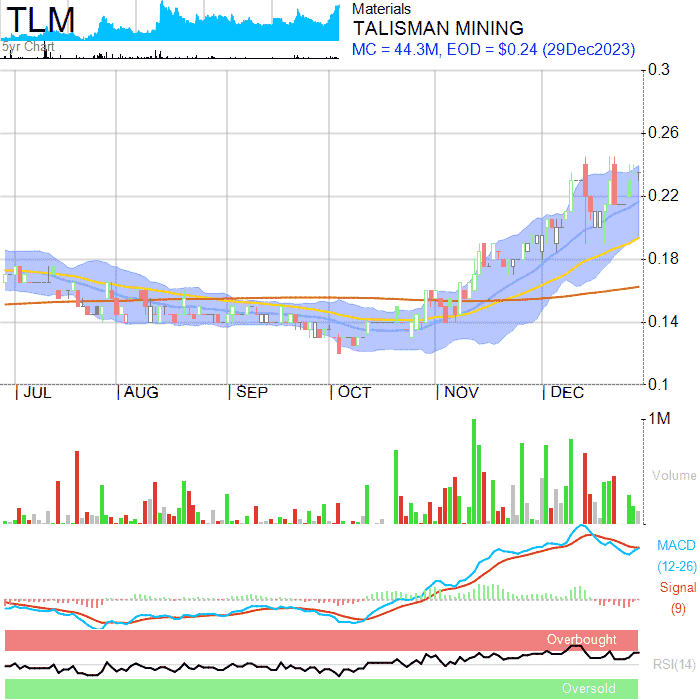 TLM
5yr Chart
Materials
TALISMAN MINING
MC = 44.3M, EOD = $0.24 (29Dec2023)
0.3
0.26
0.22
0.18
0.14
0.1
JUL AUG SEP OCT NOV DEC
1M
Volume
MACD
(12-26)
Signal
(9)
Overbought
RSI(14)
Oversold